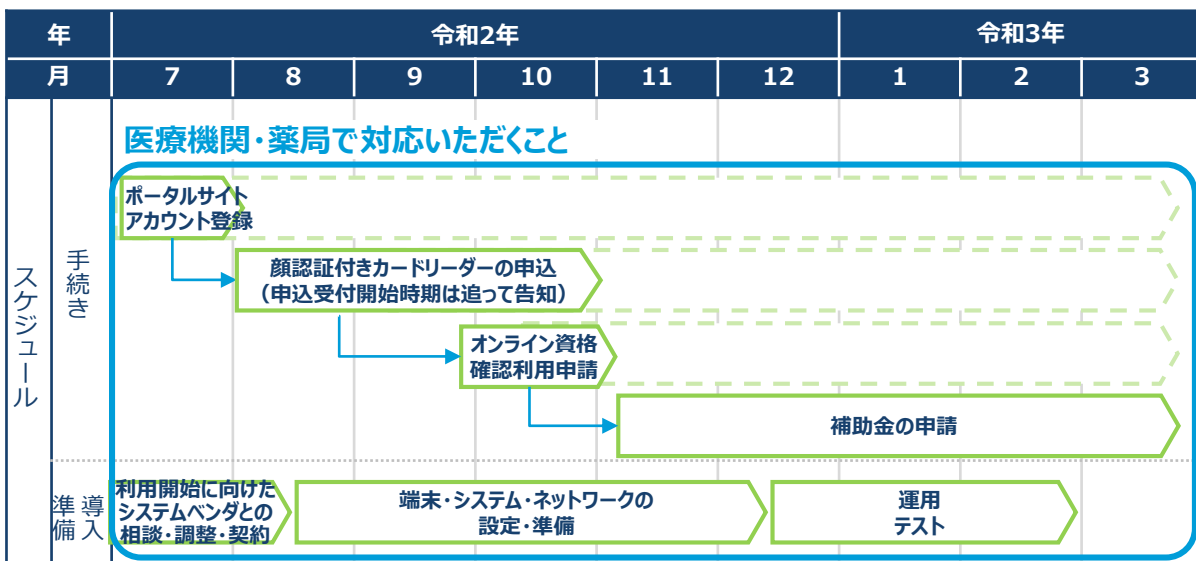 年
令和2年
令和3年
月
7
8
9
10
11
12
1
2
3
スケジュール
手続き
医療機関・薬局で対応いただくこと
ポータルサイト
アカウント登録
顔認証付きカードリーダーの申込
（申込受付開始時期は追って告知）
オンライン資格
確認利用申請
補助金の申請
導入
準備
利用開始に向けた
システムベンダとの
相談・調整・契約
端末・システム・ネットワークの
設定・準備
運用
テスト